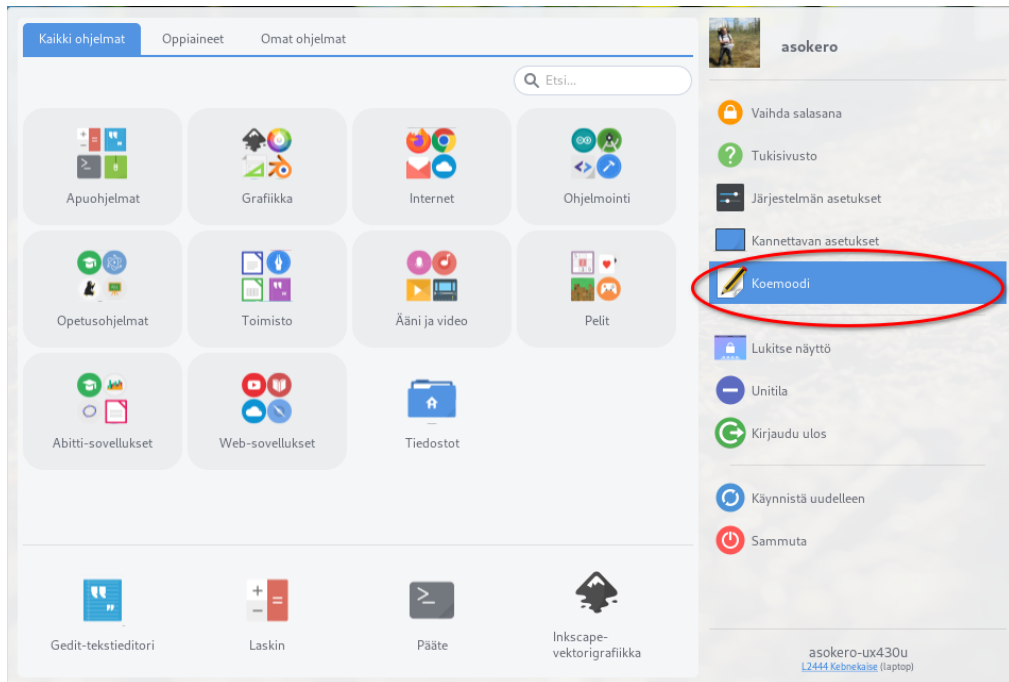 Kaikki ohjelmat
Oppiaineet
Omat ohjelmat
Etsi...
Apuohjelmat
Grafiikka
Internet
Ohjelmointi
Opetusohjelmat
Toimisto
Ääni ja video
Pelit
Abitti-sovellukset
Web-sovellukset
Tiedostot
Gedit-tekstieditori
Laskin
Pääte
Inkscape-
vektorigrafiikka
asokero
Vaihda salasana
Tukisivusto
Järjestelmän asetukset
Kannettavan asetukset
Koemoodi
Lukitse näyttö
Unitila
Kirjaudu ulos
Käynnistä uudelleen
Sammuta
asokero-ux430u
L2444 Kebnekaise (laptop)